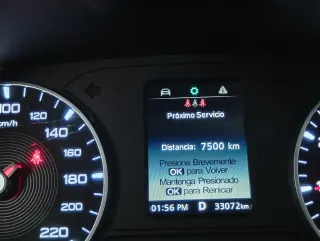 100
120
140
160
180
200
220
km/h
Próximo Servicio
Distancia: 7500 km
Presione Brevemente
OK para Volver
Mantenga Presionado
OK para Reiniciar
01:56 PM D 33072km